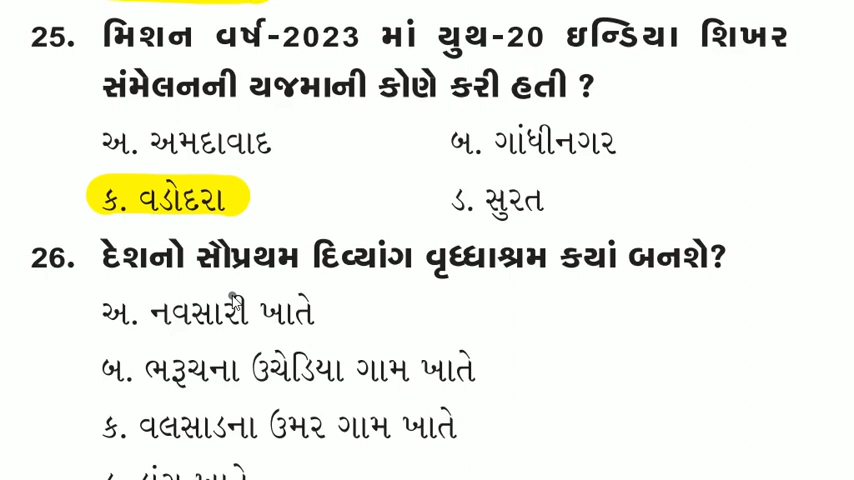 25. મિશન વર્ષ-2023 માં યુથ-20 ઇન્ડિયા શિખર
સંમેલનની યજમાની કોણે કરી હતી ?
અ. અમદાવાદ બ. ગાંધીનગર
ક. વડોદરા ડ. સુરત
26. દેશનો સૌપ્રથમ દિવ્યાંગ વૃધ્ધાશ્રમ કયાં બનશે?
અ. નવસારી ખાતે
બ. ભરૂચના ઉચેડિયા ગામ ખાતે
ક. વલસાડના ઉમર ગામ ખાતે